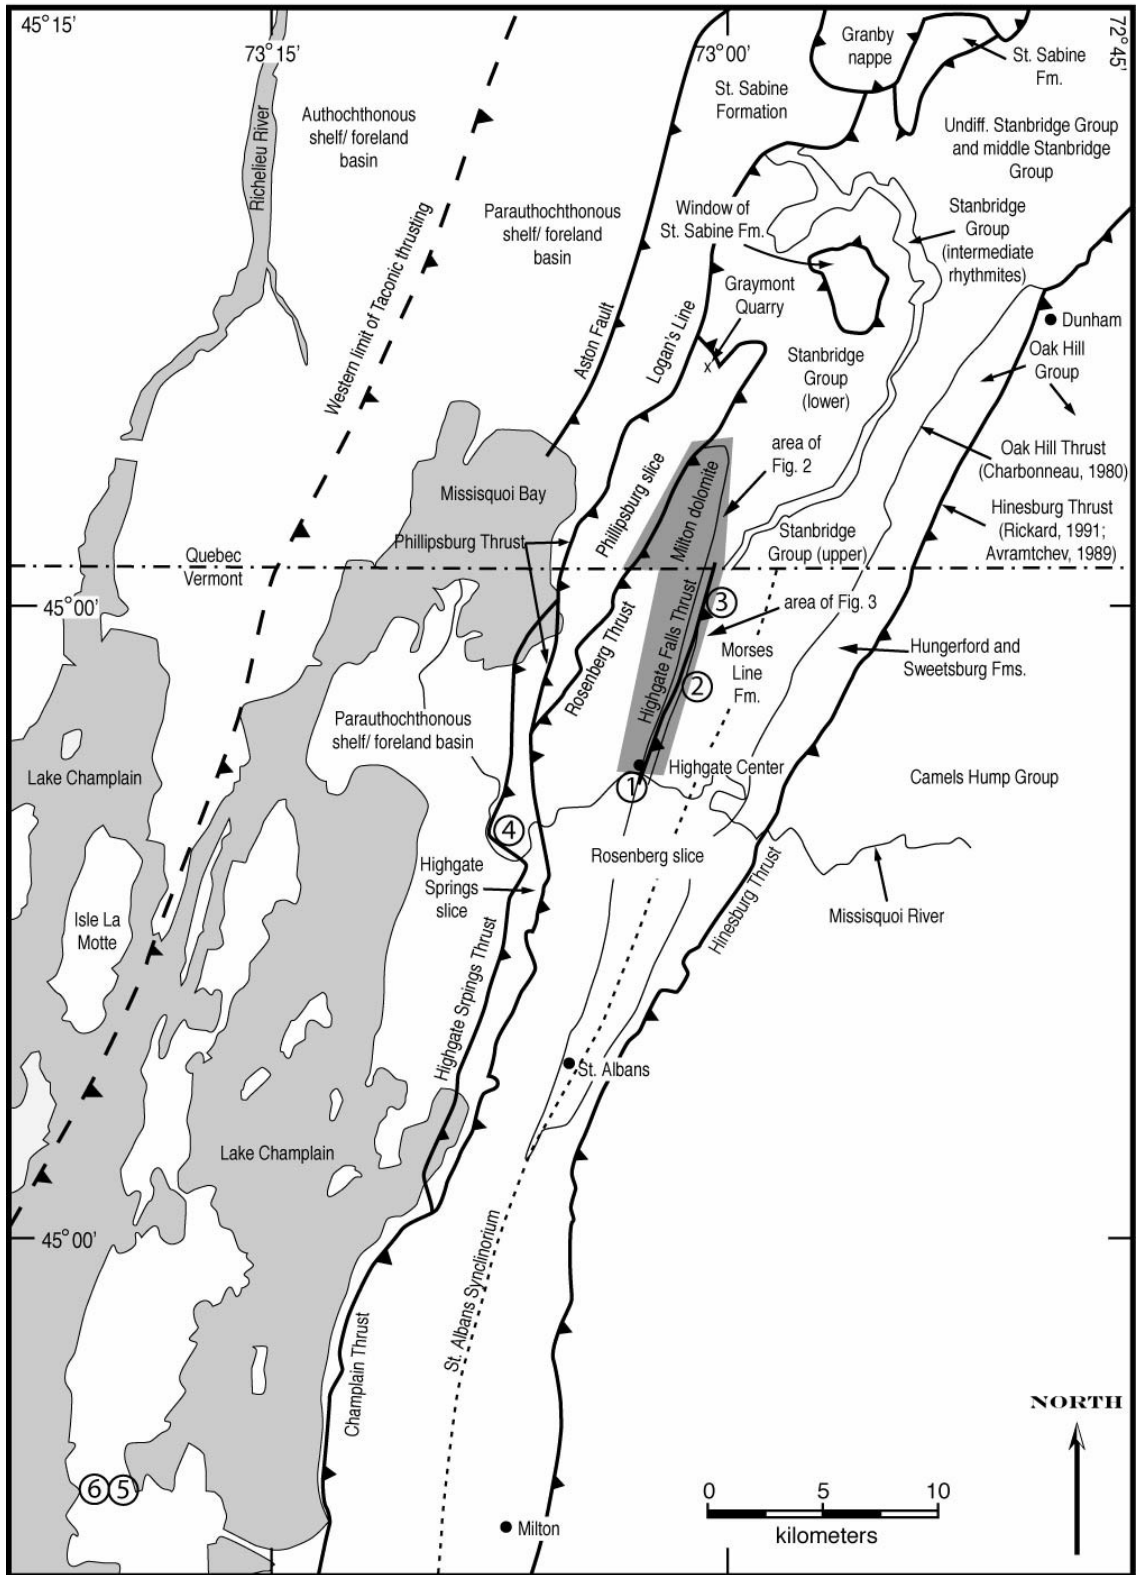 45°15'
73°15'
73°00'
72°45'
Granby
nappe
St. Sabine
Fm.
St. Sabine
Formation
Authochthonous
shelf/ foreland
basin
Richelieu River
Undiff. Stanbridge Group
and middle Stanbridge
Group
Parauthochthonous
shelf/ foreland
basin
Window of
St. Sabine Fm.
Stanbridge
Group
(intermediate
rhythmites)
Western limit of Taconic thrusting
Graymont
Quarry
x
Aston Fault
Logan's Line
Dunham
Oak Hill
Group
Stanbridge
Group
(lower)
area of
Fig. 2
Oak Hill Thrust
(Charbonneau, 1980)
Missisquoi Bay
Phillipsburg slice
Milton dolomite
Hinesburg Thrust
(Rickard, 1991;
Avramtchev, 1989)
Phillipsburg Thrust
Stanbridge
Group (upper)
Quebec
Vermont
45°00'
3
area of Fig. 3
Rosenberg Thrust
Highgate Falls Thrust
Morses
Line
Fm.
2
Hungerford and
Sweetsburg Fms.
Parauthochthonous
shelf/ foreland basin
Lake Champlain
Highgate Center
1
Camels Hump Group
4
Rosenberg slice
Highgate
Springs
slice
Isle La
Motte
Hinesburg Thrust
Missisquoi River
Highgate Srpings Thrust
St. Albans
Lake Champlain
45°00'
St. Albans Synclinorium
Champlain Thrust
NORTH
6
5
0
5
10
kilometers
Milton